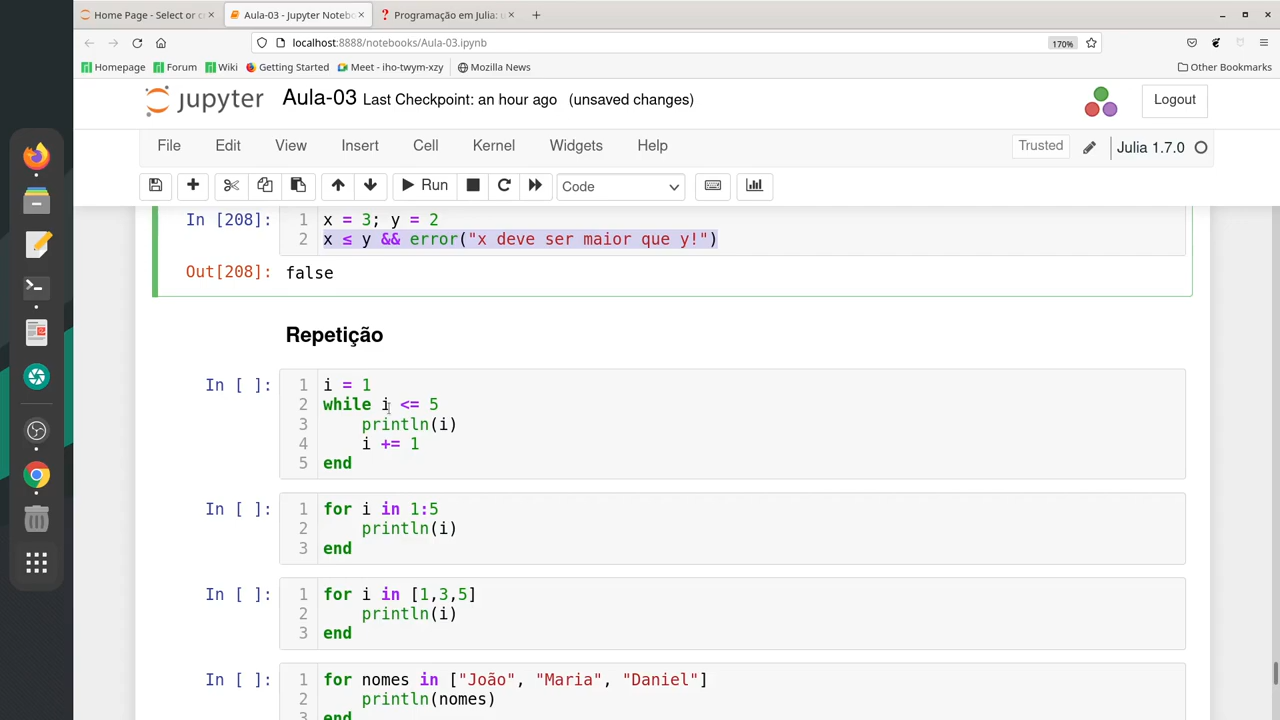 Home Page - Select or c
Aula-03 - Jupyter Noteb
Programação em Julia: u
localhost:8888/notebooks/Aula-03.ipynb
170%
Homepage
Forum
Wiki
Getting Started
Meet - iho-twym-xzy
Mozilla News
Other Bookmarks
jupyter
Aula-03 Last Checkpoint: an hour ago (unsaved changes)
Logout
File Edit View Insert Cell Kernel Widgets Help
Trusted
Julia 1.7.0
Run
Code
In [208]:
1 x = 3; y = 2
2 x ≤ y && error("x deve ser maior que y!")
Out[208]: false
Repetição
In [ ]:
1 i = 1
2 while i <= 5
3 println(i)
4 i += 1
5 end
In [ ]:
1 for i in 1:5
2 println(i)
3 end
In [ ]:
1 for i in [1,3,5]
2 println(i)
3 end
In [ ]:
1 for nomes in ["João", "Maria", "Daniel"]
2 println(nomes)
3 end